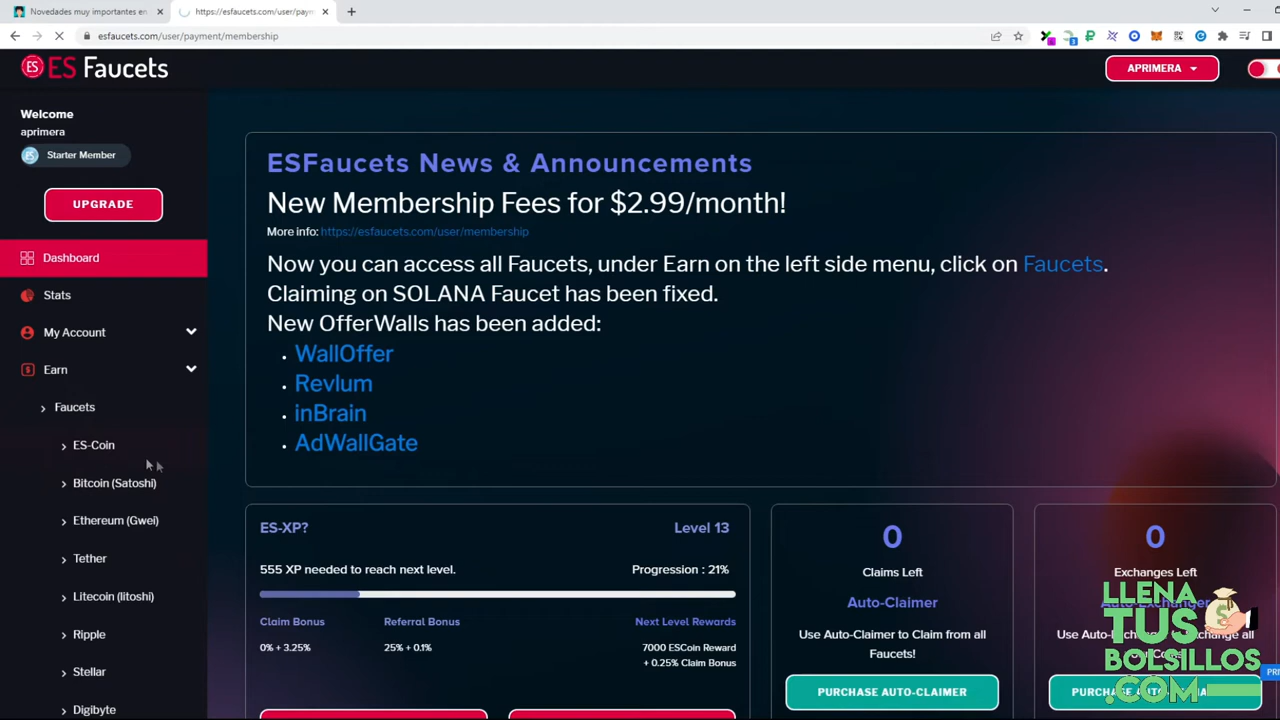 Novedades muy importantes en
https://esfaucets.com/user/paym
esfaucets.com/user/payment/membership
ES Faucets
APRIMERA
Welcome
aprimera
ES Starter Member
UPGRADE
Dashboard
Stats
My Account
Earn
Faucets
ES-Coin
Bitcoin (Satoshi)
Ethereum (Gwei)
Tether
Litecoin (litoshi)
Ripple
Stellar
Digibyte
ESFaucets News & Announcements
New Membership Fees for $2.99/month!
More info: https://esfaucets.com/user/membership
Now you can access all Faucets, under Earn on the left side menu, click on Faucets.
Claiming on SOLANA Faucet has been fixed.
New OfferWalls has been added:
WallOffer
Revlum
inBrain
AdWallGate
ES-XP?
Level 13
555 XP needed to reach next level.
Progression : 21%
Claim Bonus
Referral Bonus
Next Level Rewards
0% + 3.25%
25% + 0.1%
7000 ESCoin Reward
+ 0.25% Claim Bonus
0
Claims Left
Auto-Claimer
Use Auto-Claimer to Claim from all
Faucets!
PURCHASE AUTO-CLAIMER
0
Exchanges Left
LLENA
TUS
BOLSILLOS
.COM